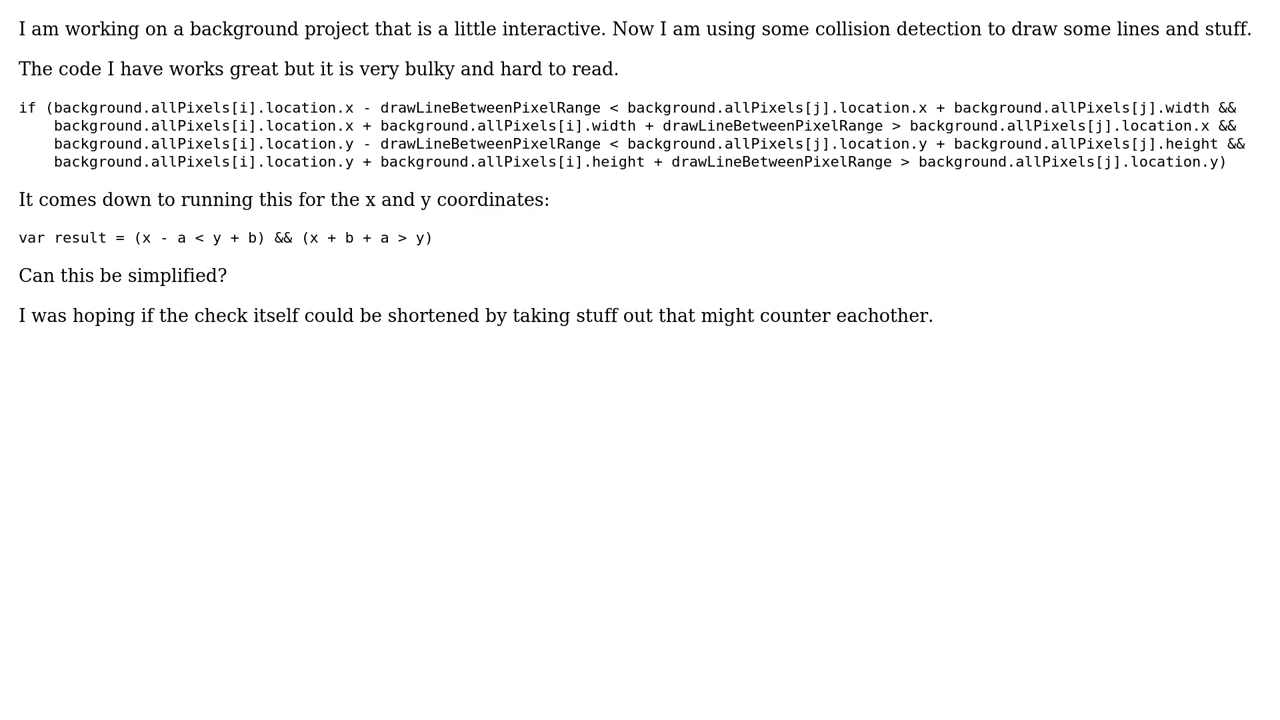 I am working on a background project that is a little interactive. Now I am using some collision detection to draw some lines and stuff.
The code I have works great but it is very bulky and hard to read.
if (background.allPixels[i].location.x - drawLineBetweenPixelRange < background.allPixels[j].location.x + background.allPixels[j].width &&
    background.allPixels[i].location.x + background.allPixels[i].width + drawLineBetweenPixelRange > background.allPixels[j].location.x &&
    background.allPixels[i].location.y - drawLineBetweenPixelRange < background.allPixels[j].location.y + background.allPixels[j].height &&
    background.allPixels[i].location.y + background.allPixels[i].height + drawLineBetweenPixelRange > background.allPixels[j].location.y)
It comes down to running this for the x and y coordinates:
var result = (x - a < y + b) && (x + b + a > y)
Can this be simplified?
I was hoping if the check itself could be shortened by taking stuff out that might counter eachother.